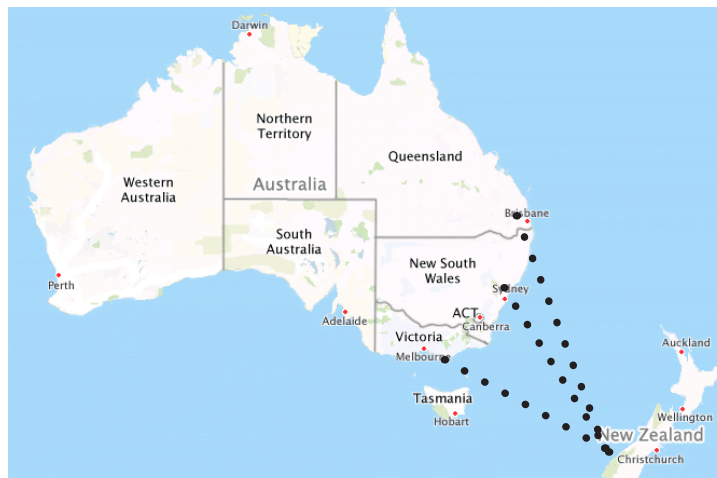 Darwin
Northern
Territory
Queensland
Western
Australia
Australia
Brisbane
South
Australia
New South
Wales
Perth
Sydney
Adelaide
ACT
Canberra
Victoria
Melbourne
Auckland
Tasmania
Hobart
Wellington
New Zealand
Christchurch